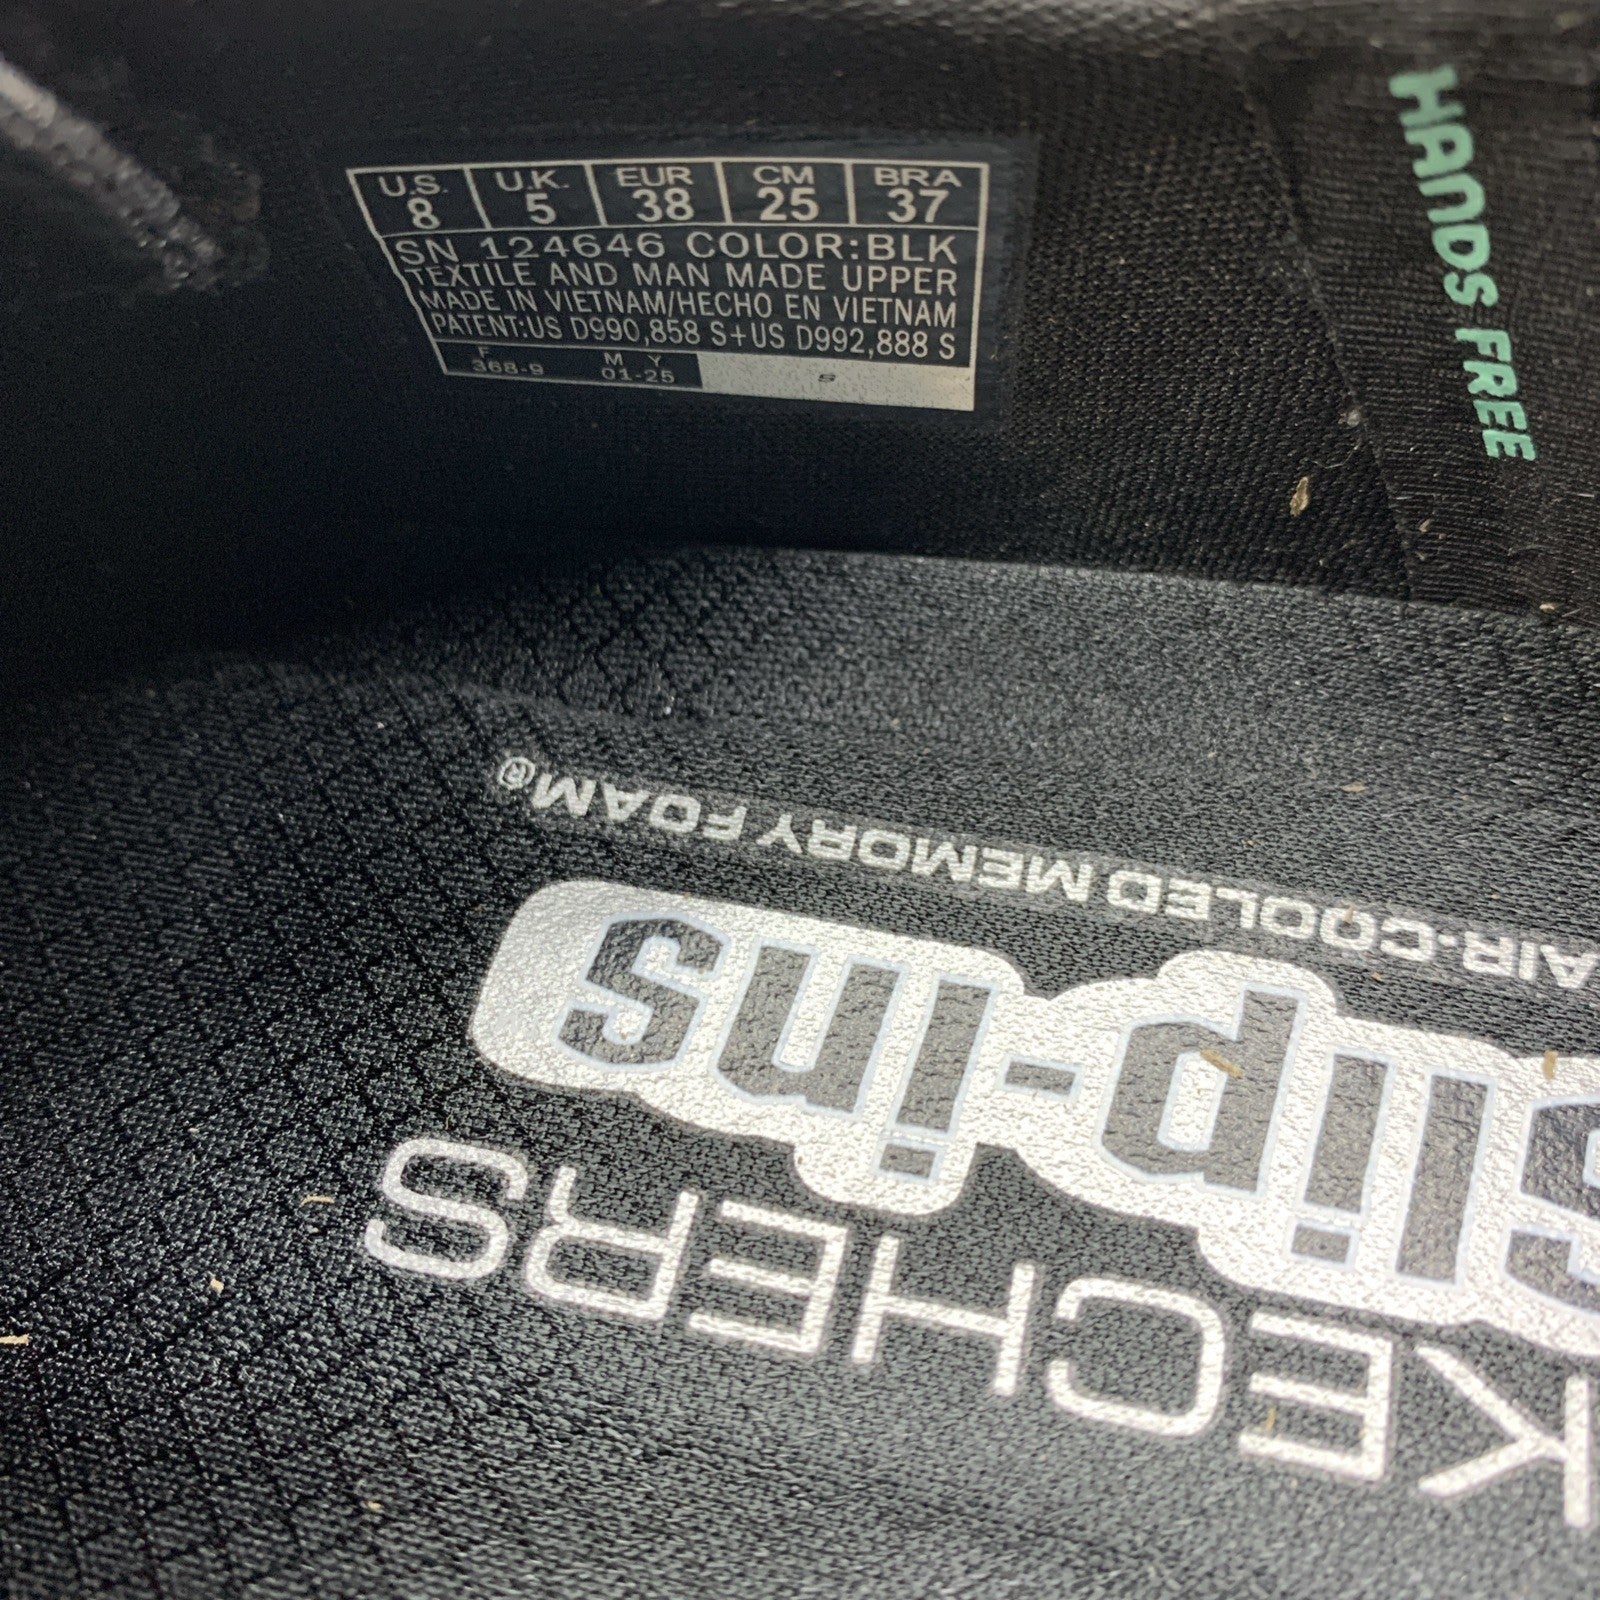 U.S. U.K. EUR CM BRA
8 5 38 25 37
SN 124646 COLOR:BLK
TEXTILE AND MAN MADE UPPER
MADE IN VIETNAM/HECHO EN VIETNAM
PATENT:US D990,858 S+US D992,888 S
F M Y
368-9 01-25 S
HANDS FREE
AIR-COOLED MEMORY FOAM®
Slip-ins
KECHERS